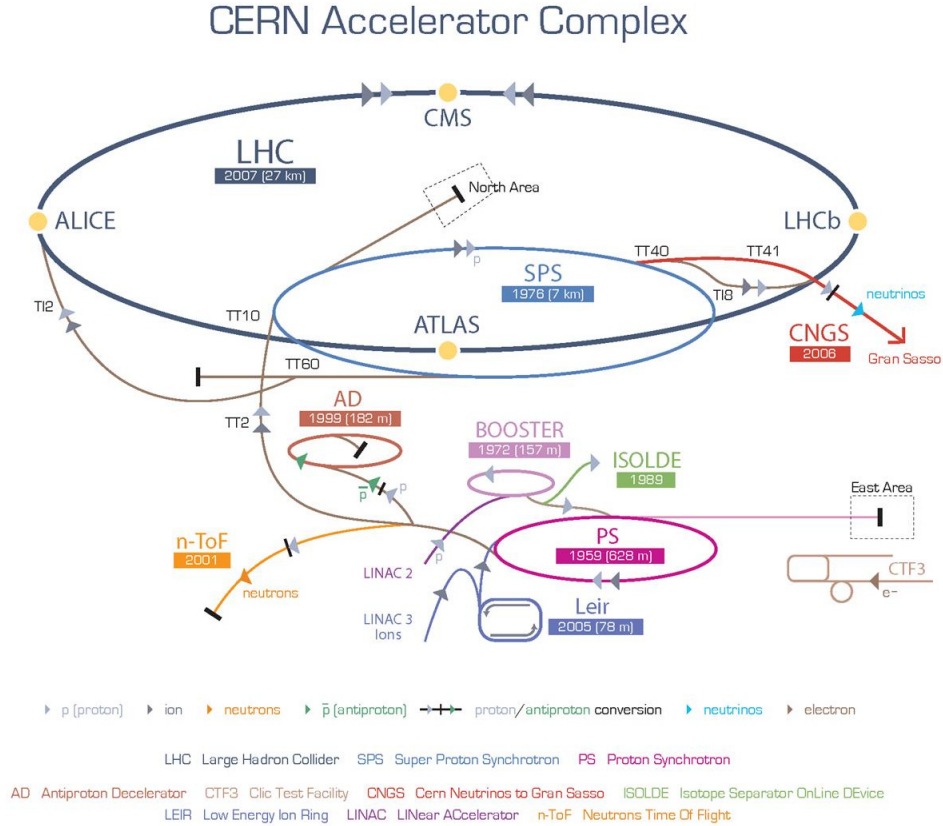 CERN Accelerator Complex
CMS
LHC
2007 (27 km)
North Area
ALICE
LHCb
TT40
TT41
SPS
1976 (7 km)
p
TI8
neutrinos
TI2
TT10
ATLAS
CNGS
2006
Gran Sasso
TT60
AD
1999 (182 m)
TT2
BOOSTER
1972 (157 m)
ISOLDE
1989
East Area
p̅
p
n-ToF
2001
PS
1959 (628 m)
p
LINAC 2
neutrons
CTF3
e-
LINAC 3
Ions
Leir
2005 (78 m)
p (proton)
ion
neutrons
p̅ (antiproton)
proton/antiproton conversion
neutrinos
electron
LHC Large Hadron Collider SPS Super Proton Synchrotron PS Proton Synchrotron
AD Antiproton Decelerator CTF3 Clic Test Facility CNGS Cern Neutrinos to Gran Sasso ISOLDE Isotope Separator OnLine DEvice
LEIR Low Energy Ion Ring LINAC LINear ACcelerator n-ToF Neutrons Time Of Flight